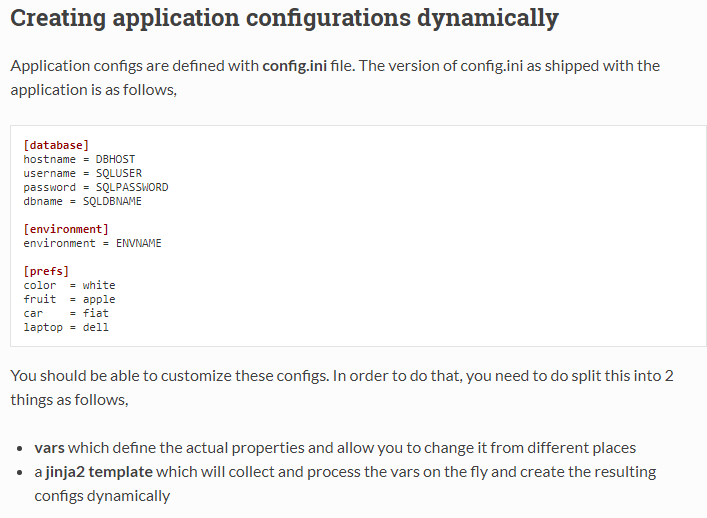 Creating application configurations dynamically
Application configs are defined with config.ini file. The version of config.ini as shipped with the
application is as follows,
[database]
hostname = DBHOST
username = SQLUSER
password = SQLPASSWORD
dbname = SQLDBNAME
[environment]
environment = ENVNAME
[prefs]
color  = white
fruit  = apple
car    = fiat
laptop = dell
You should be able to customize these configs. In order to do that, you need to do split this into 2
things as follows,
• vars which define the actual properties and allow you to change it from different places
• a jinja2 template which will collect and process the vars on the fly and create the resulting
configs dynamically